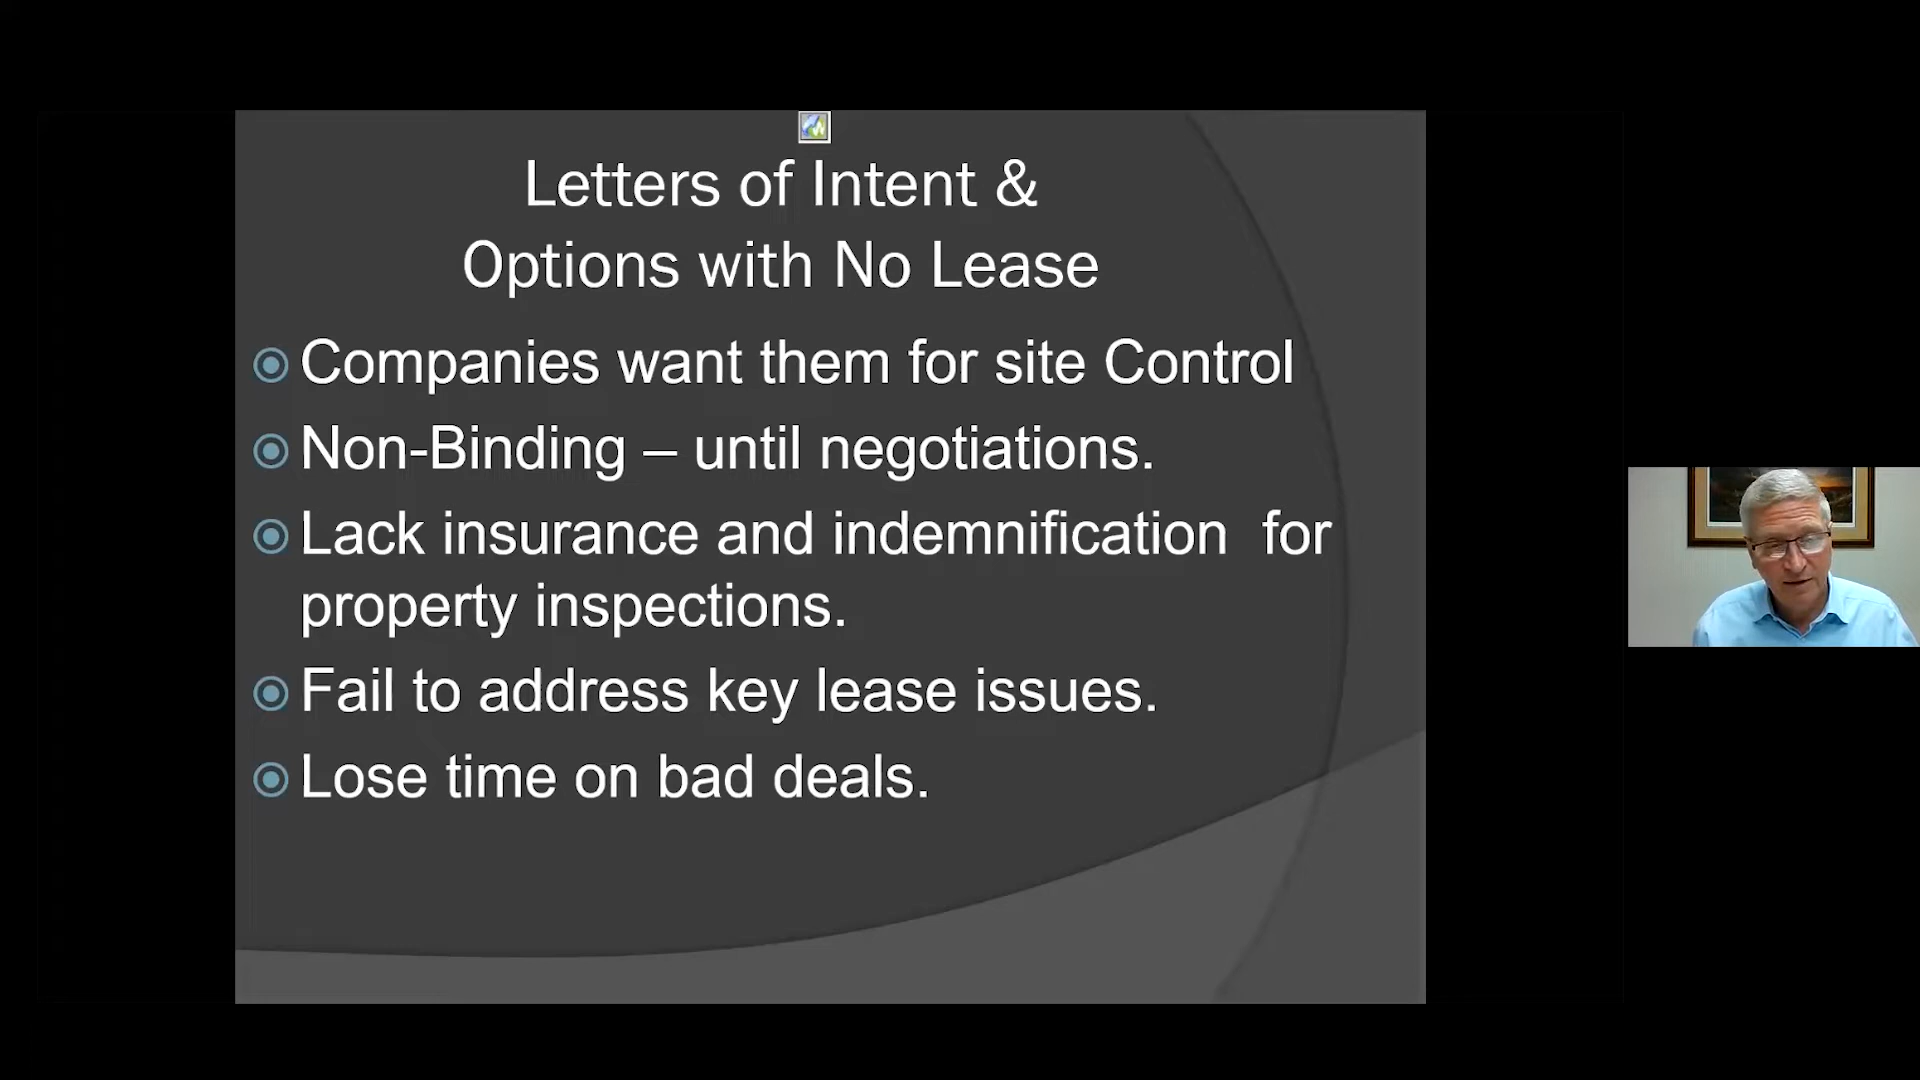 Letters of Intent &
Options with No Lease
Companies want them for site Control
Non-Binding – until negotiations.
Lack insurance and indemnification  for
property inspections.
Fail to address key lease issues.
Lose time on bad deals.